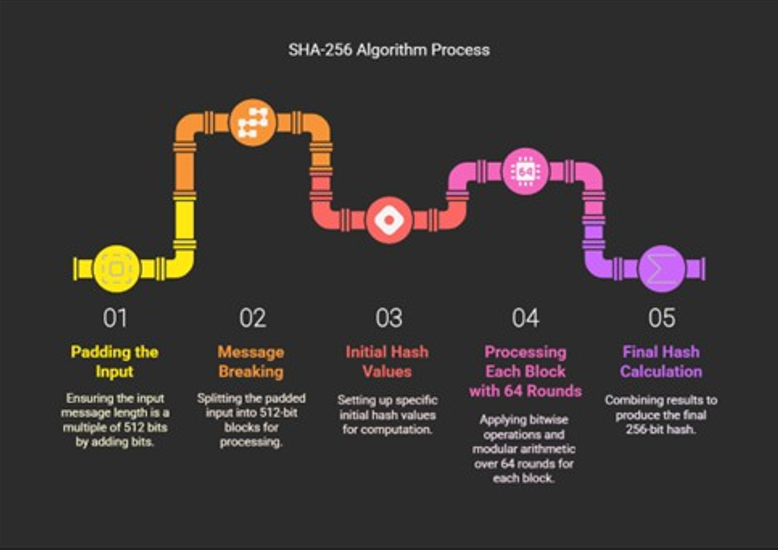 SHA-256 Algorithm Process
64
01
Padding the
Input
Ensuring the input
message length is a
multiple of 512 bits
by adding bits.
02
Message
Breaking
Splitting the padded
input into 512-bit
blocks for
processing.
03
Initial Hash
Values
Setting up specific
initial hash values
for computation.
04
Processing
Each Block
with 64 Rounds
Applying bitwise
operations and
modular arithmetic
over 64 rounds for
each block.
05
Final Hash
Calculation
Combining results to
produce the final
256-bit hash.